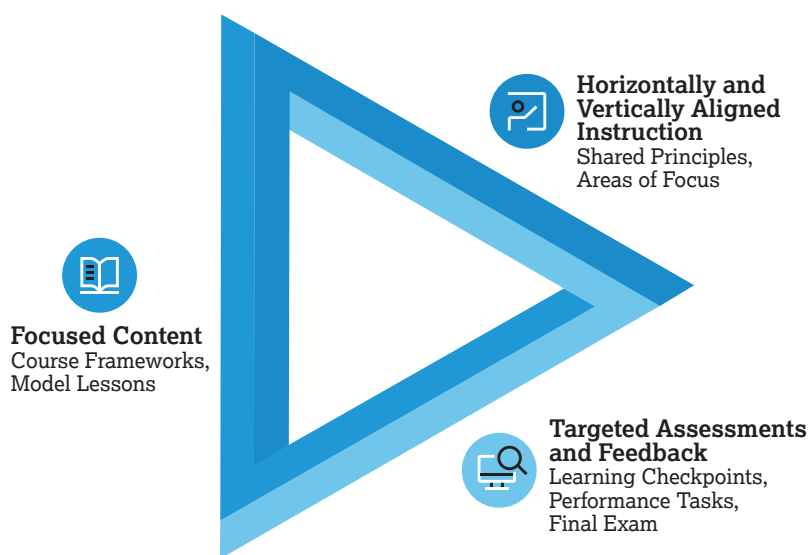 Horizontally and
Vertically Aligned
Instruction
Shared Principles,
Areas of Focus
Focused Content
Course Frameworks,
Model Lessons
Targeted Assessments
and Feedback
Learning Checkpoints,
Performance Tasks,
Final Exam